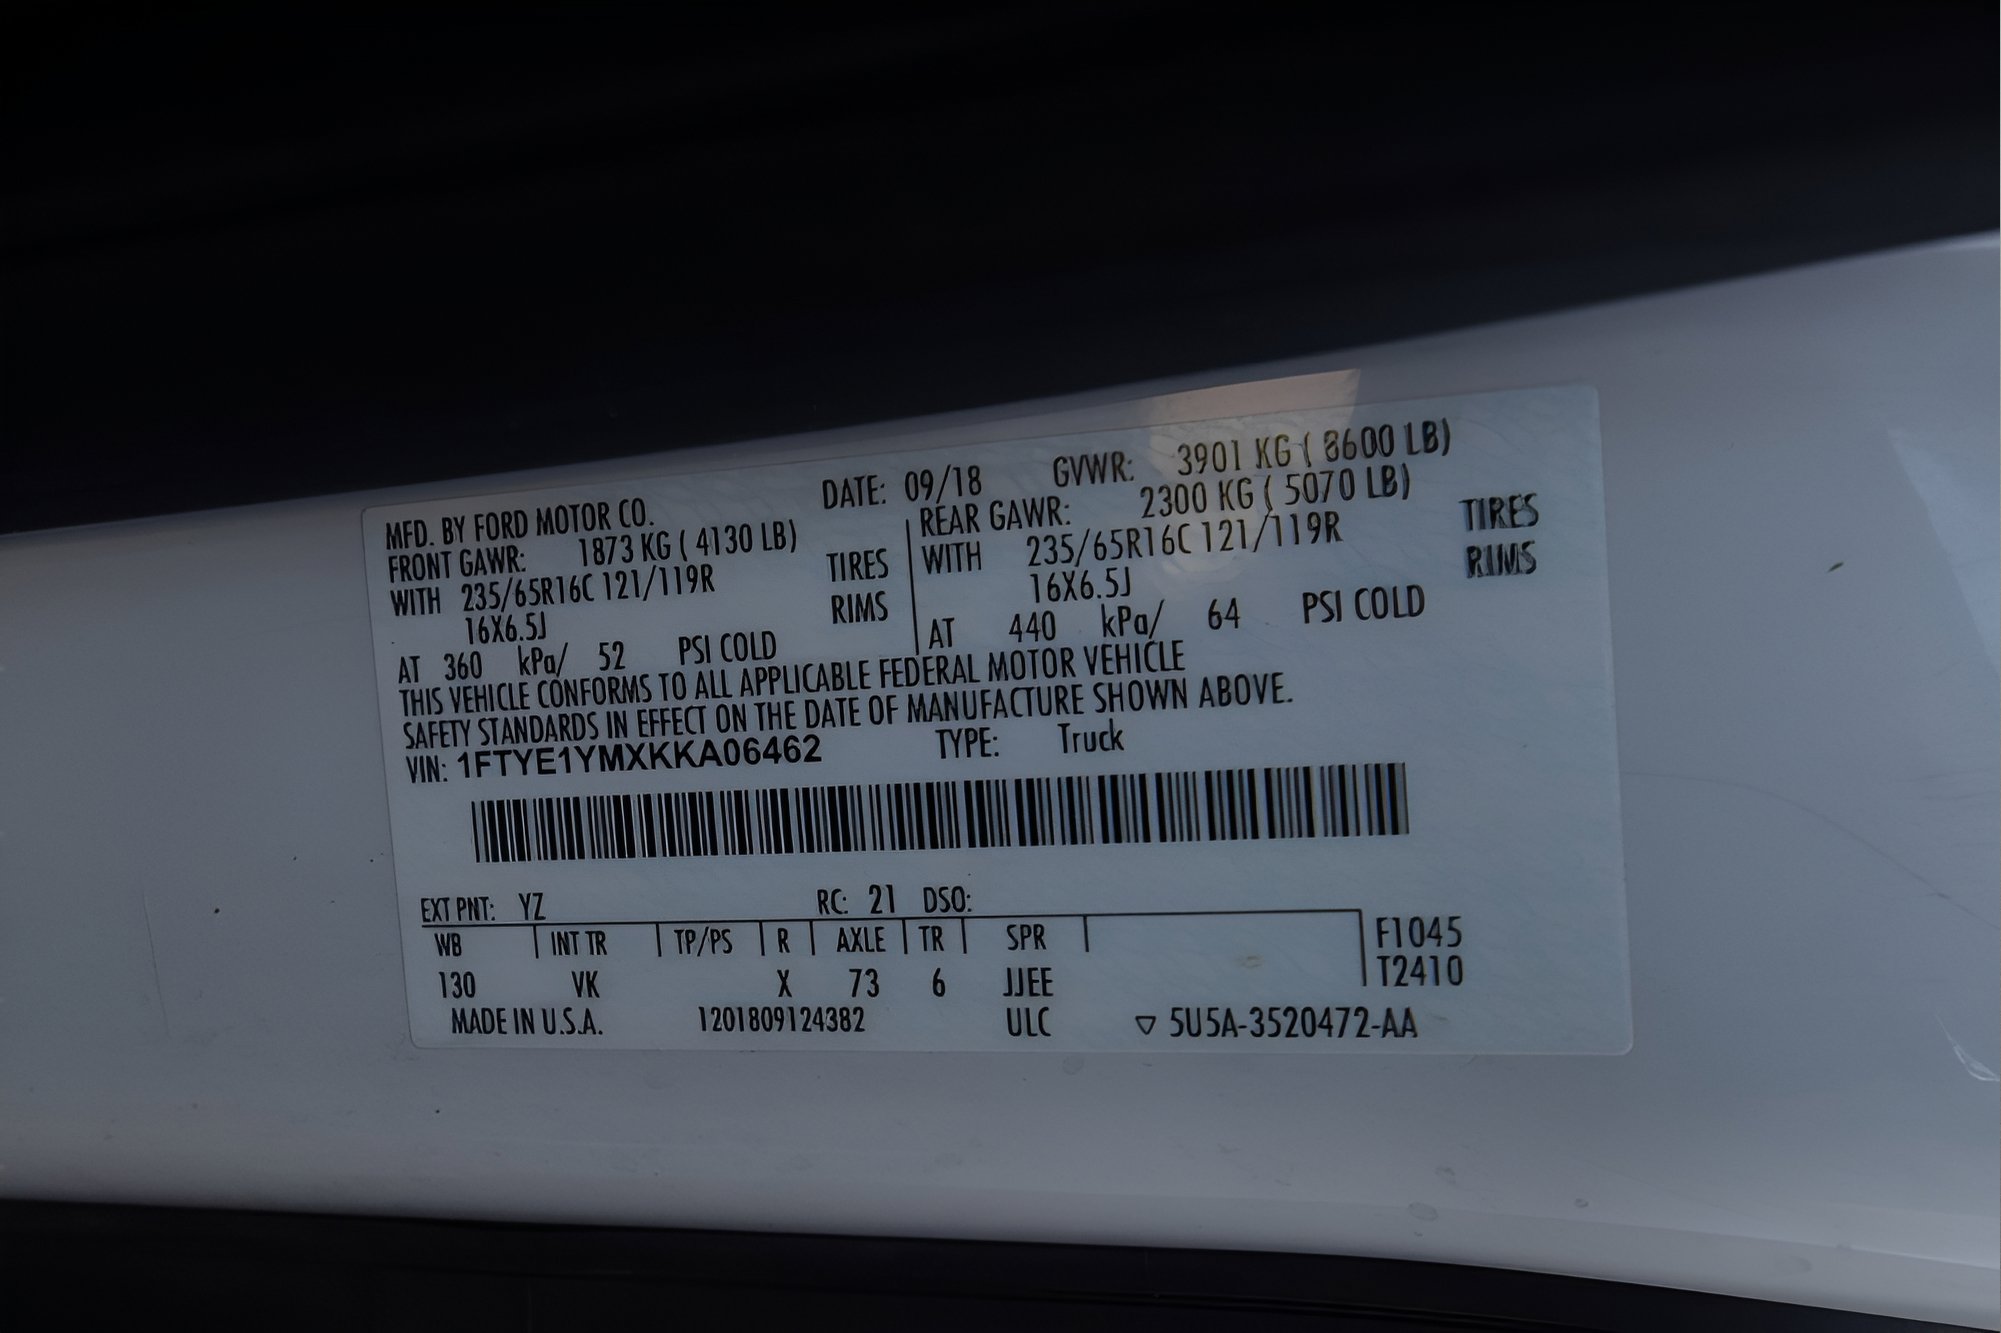 MFD. BY FORD MOTOR CO. DATE: 09/18 GVWR: 3901 KG ( 8600 LB)
FRONT GAWR: 1873 KG ( 4130 LB) REAR GAWR: 2300 KG ( 5070 LB)
WITH 235/65R16C 121/119R TIRES WITH 235/65R16C 121/119R TIRES
16X6.5J RIMS 16X6.5J RIMS
AT 360 kPa/ 52 PSI COLD AT 440 kPa/ 64 PSI COLD
THIS VEHICLE CONFORMS TO ALL APPLICABLE FEDERAL MOTOR VEHICLE
SAFETY STANDARDS IN EFFECT ON THE DATE OF MANUFACTURE SHOWN ABOVE.
VIN: 1FTYE1YMXKKA06462 TYPE: Truck
EXT PNT: YZ RC: 21 DSO:
WB INT TR TP/PS R AXLE TR SPR F1045
130 VK X 73 6 JJEE T2410
MADE IN U.S.A. 1201809124382 ULC ▽ 5U5A-3520472-AA